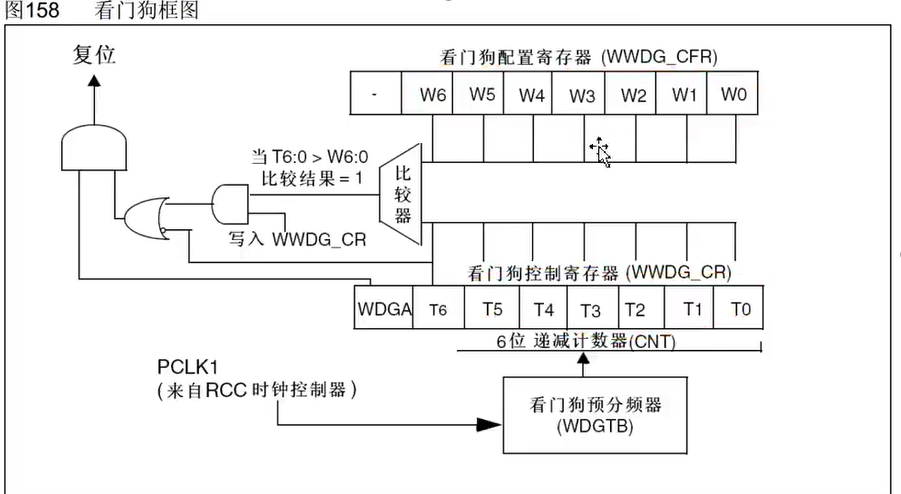 图158 看门狗框图
复位
看门狗配置寄存器 (WWDG_CFR)
- W6 W5 W4 W3 W2 W1 W0
当 T6:0 > W6:0
比较结果 = 1
比较器
写入 WWDG_CR
看门狗控制寄存器 (WWDG_CR)
WDGA T6 T5 T4 T3 T2 T1 T0
6位 递减计数器(CNT)
PCLK1
(来自RCC 时钟控制器)
看门狗预分频器
(WDGTB)